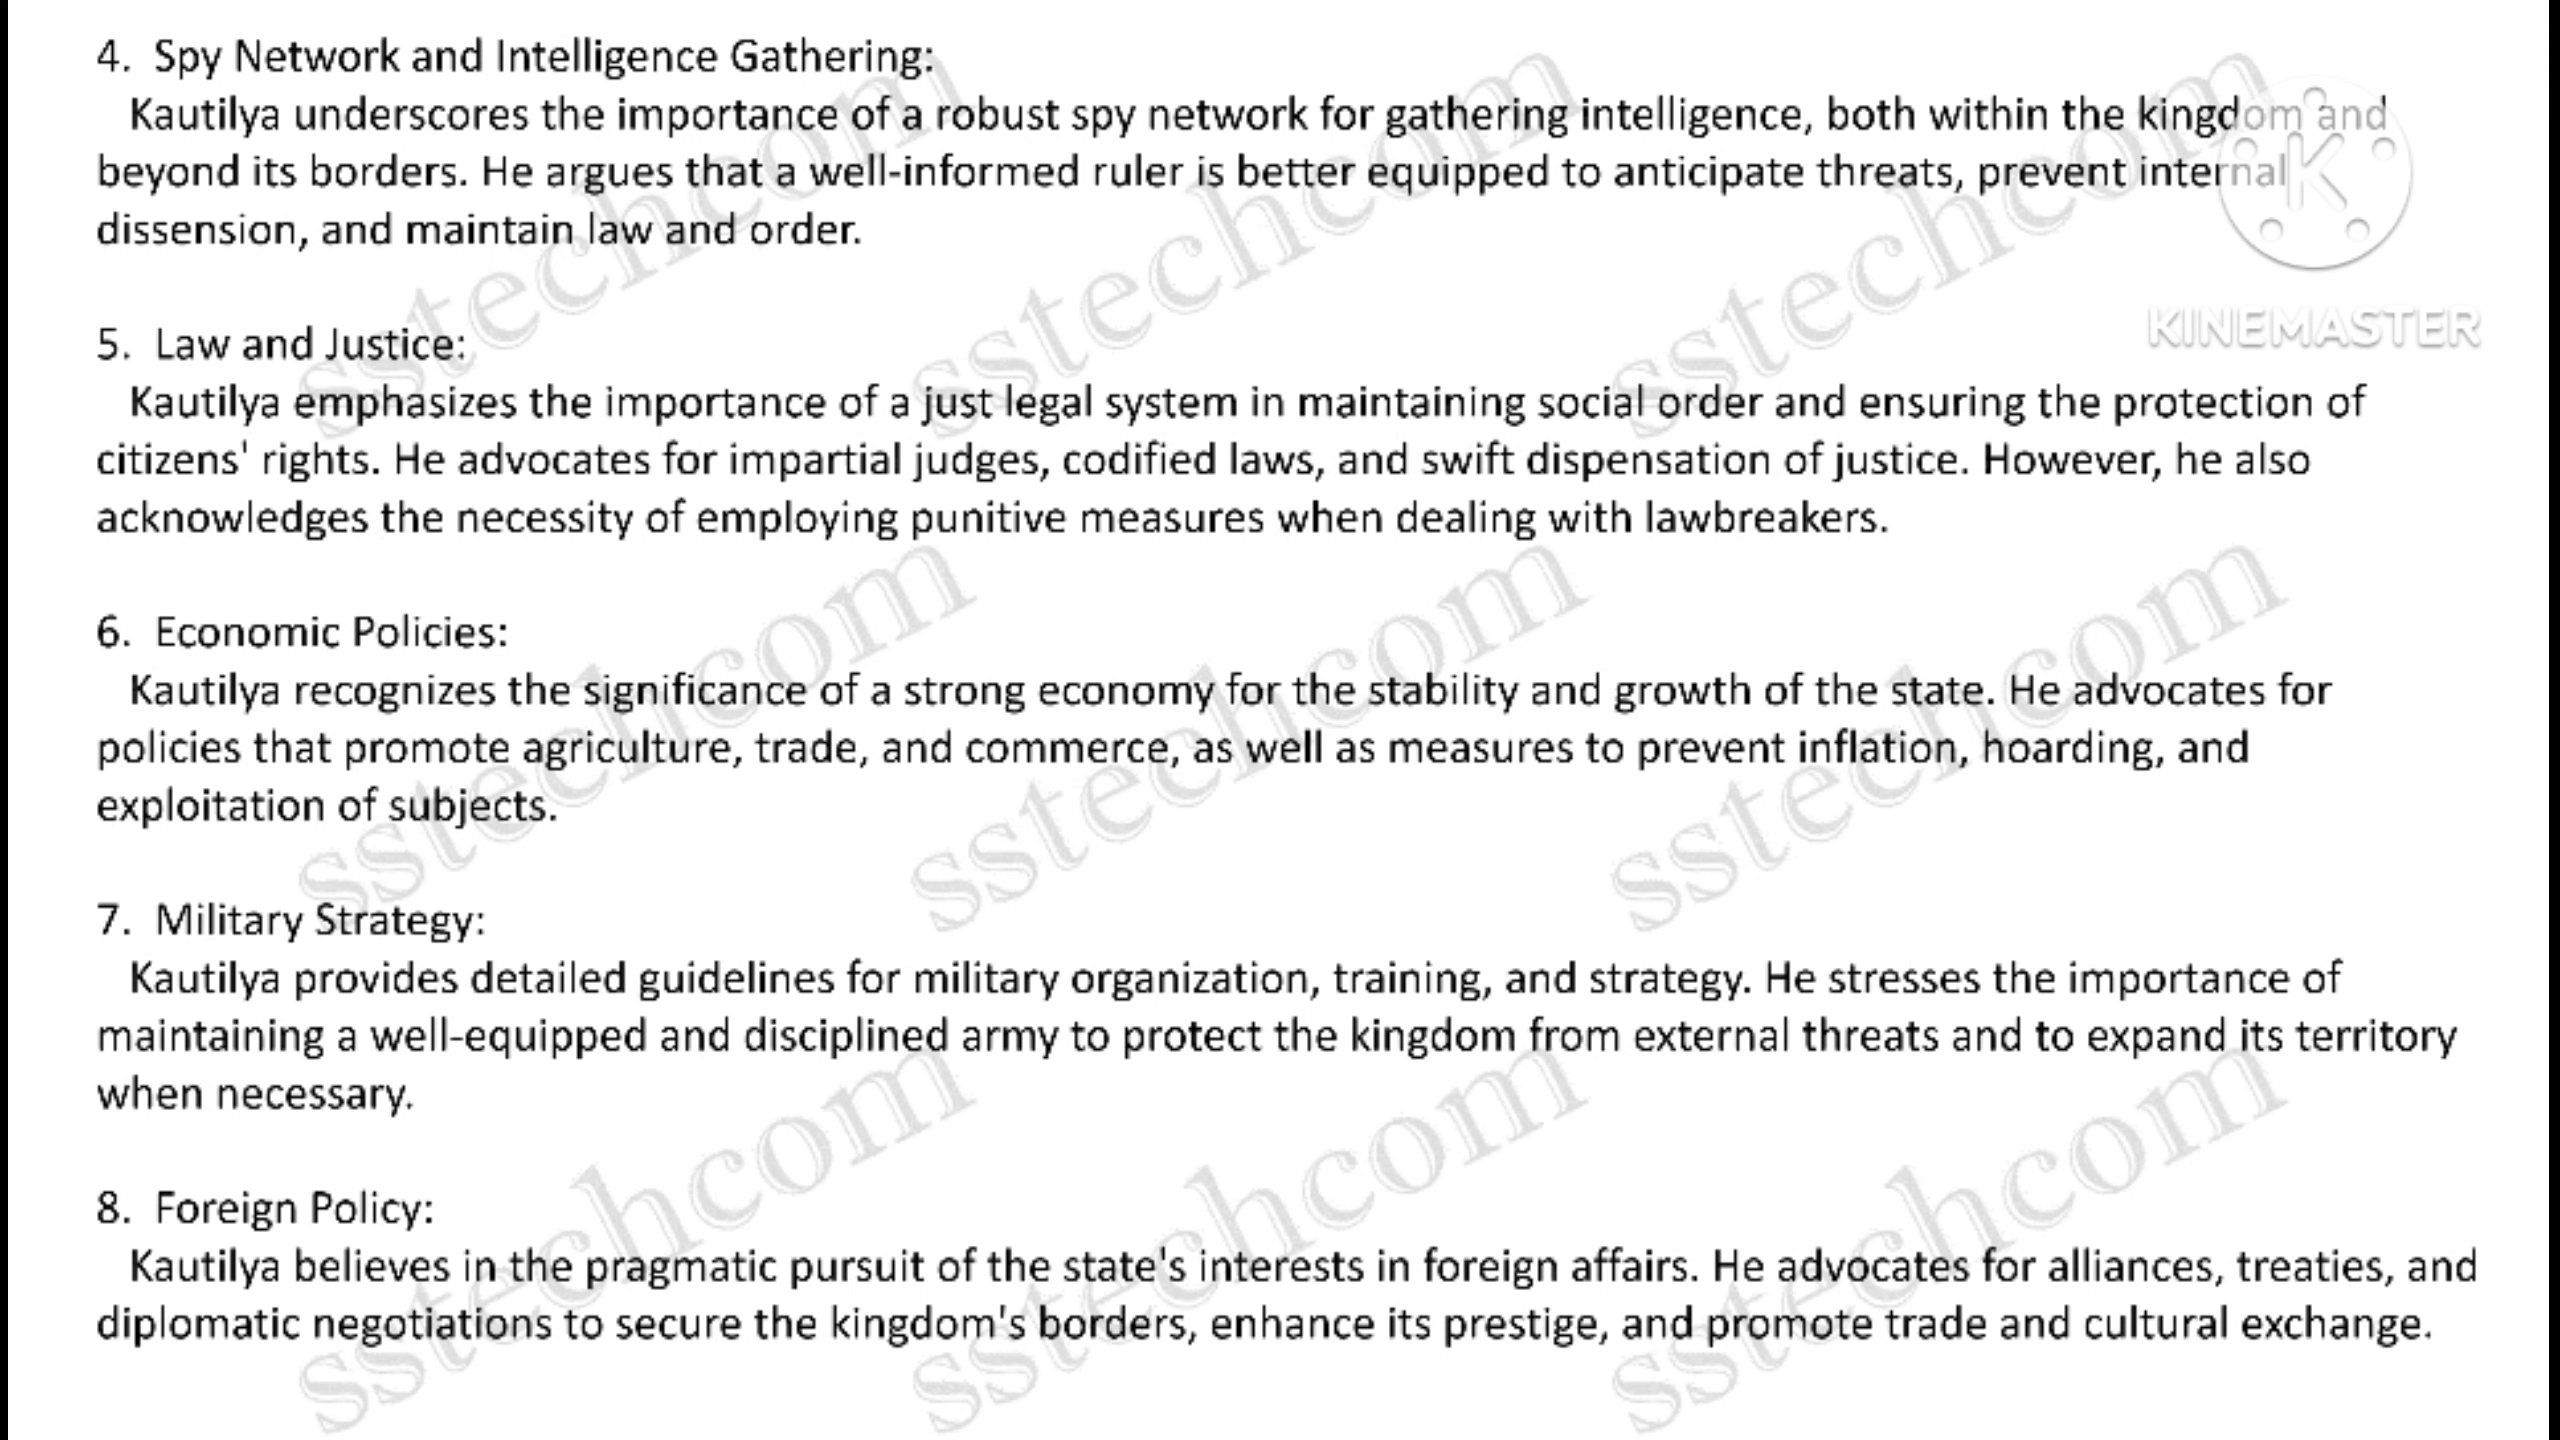 4. Spy Network and Intelligence Gathering:
Kautilya underscores the importance of a robust spy network for gathering intelligence, both within the kingdom and
beyond its borders. He argues that a well-informed ruler is better equipped to anticipate threats, prevent internal
dissension, and maintain law and order.
KINEMASTER
5. Law and Justice:
Kautilya emphasizes the importance of a just legal system in maintaining social order and ensuring the protection of
citizens' rights. He advocates for impartial judges, codified laws, and swift dispensation of justice. However, he also
acknowledges the necessity of employing punitive measures when dealing with lawbreakers.
6. Economic Policies:
Kautilya recognizes the significance of a strong economy for the stability and growth of the state. He advocates for
policies that promote agriculture, trade, and commerce, as well as measures to prevent inflation, hoarding, and
exploitation of subjects.
7. Military Strategy:
Kautilya provides detailed guidelines for military organization, training, and strategy. He stresses the importance of
maintaining a well-equipped and disciplined army to protect the kingdom from external threats and to expand its territory
when necessary.
8. Foreign Policy:
Kautilya believes in the pragmatic pursuit of the state's interests in foreign affairs. He advocates for alliances, treaties, and
diplomatic negotiations to secure the kingdom's borders, enhance its prestige, and promote trade and cultural exchange.
sstechcom sstechcom sstechcom
sstechcom sstechcom sstechcom
sstechcom sstechcom sstechcom
K